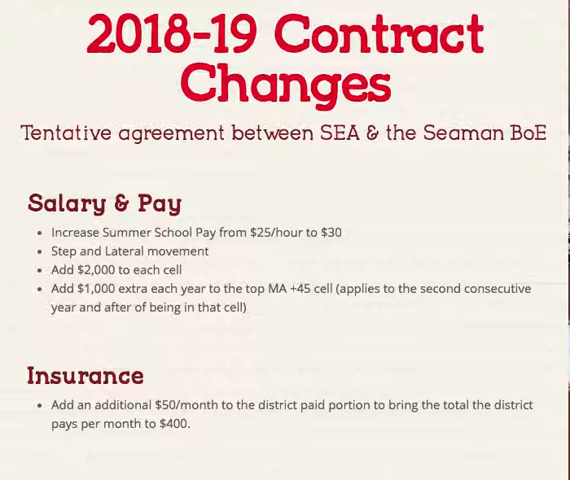 2018-19 Contract
Changes
Tentative agreement between SEA & the Seaman BoE
Salary & Pay
• Increase Summer School Pay from $25/hour to $30
• Step and Lateral movement
• Add $2,000 to each cell
• Add $1,000 extra each year to the top MA +45 cell (applies to the second consecutive
year and after of being in that cell)
Insurance
• Add an additional $50/month to the district paid portion to bring the total the district
pays per month to $400.